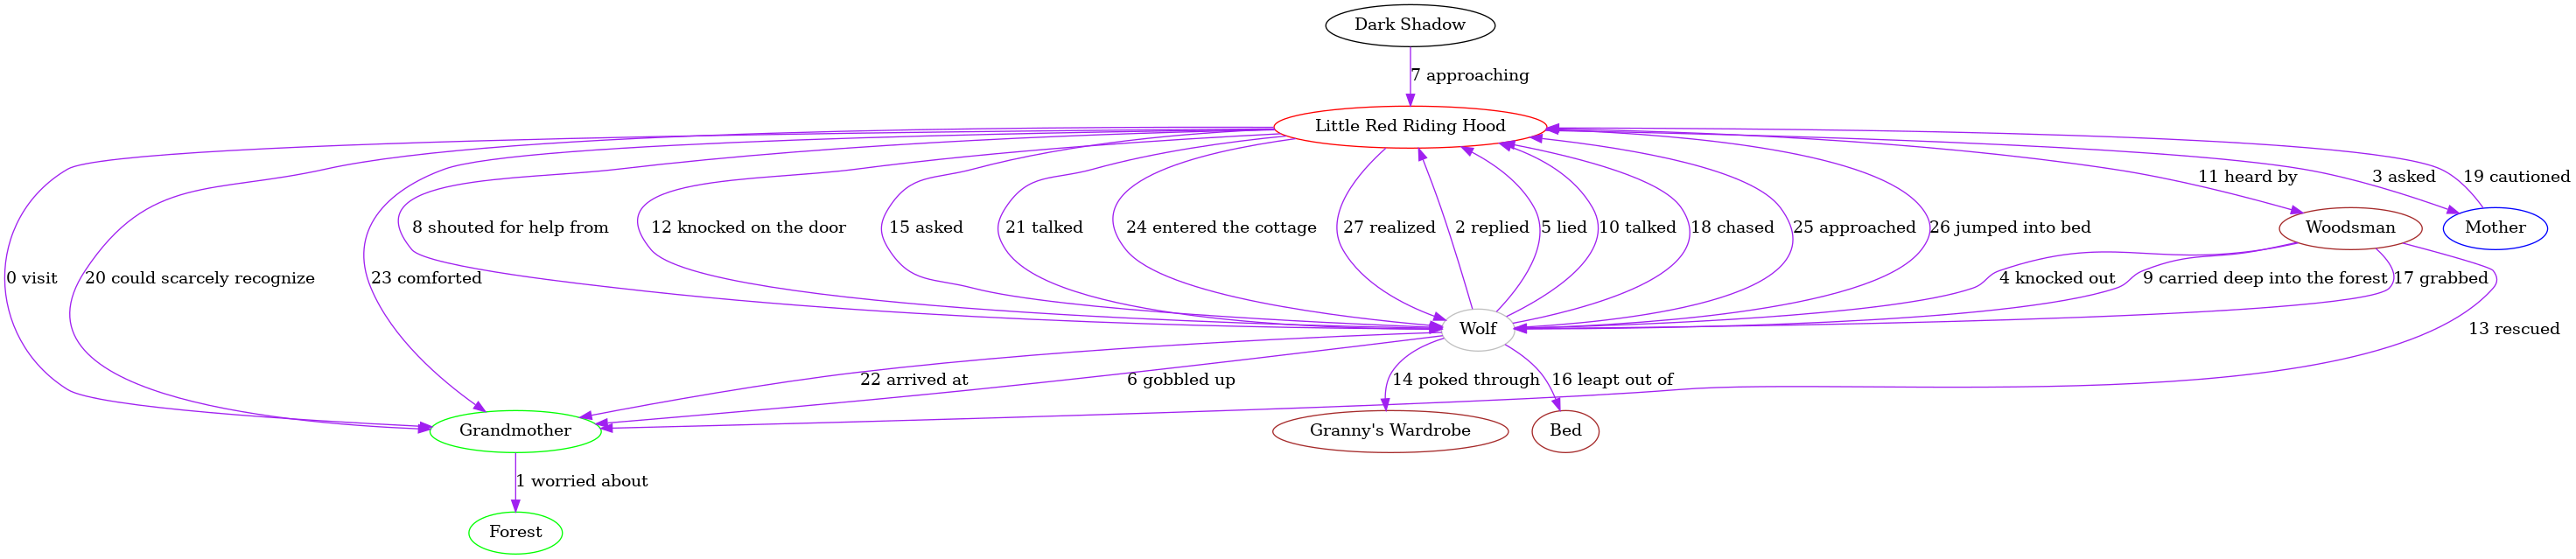 Dark Shadow
7 approaching
Little Red Riding Hood
11 heard by
3 asked
19 cautioned
8 shouted for help from
12 knocked on the door
15 asked
21 talked
24 entered the cottage
27 realized
2 replied
5 lied
10 talked
18 chased
25 approached
26 jumped into bed
Woodsman
Mother
0 visit
20 could scarcely recognize
23 comforted
4 knocked out
9 carried deep into the forest
17 grabbed
Wolf
13 rescued
22 arrived at
6 gobbled up
14 poked through
16 leapt out of
Grandmother
Granny's Wardrobe
Bed
1 worried about
Forest